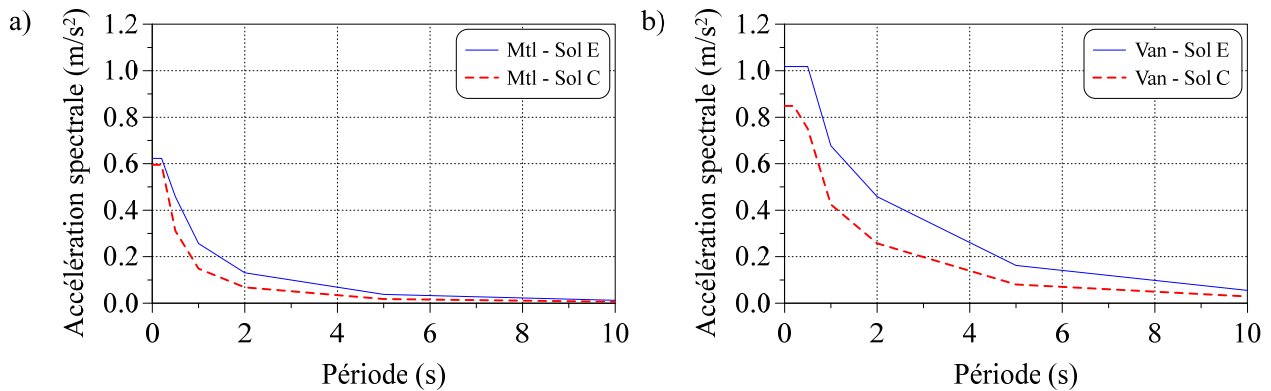 a)
Accélération spectrale (m/s²)
1.2
1.0
0.8
0.6
0.4
0.2
0.0
Mtl - Sol E
Mtl - Sol C
0 2 4 6 8 10
Période (s)
b)
Accélération spectrale (m/s²)
1.2
1.0
0.8
0.6
0.4
0.2
0.0
Van - Sol E
Van - Sol C
0 2 4 6 8 10
Période (s)